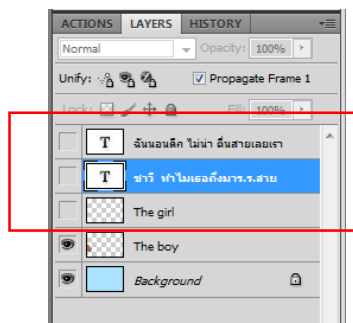 ACTIONS LAYERS HISTORY
Normal Opacity: 100%
Unify: Propagate Frame 1
Lock: Fill: 100%
T ฉันนอนดึก ไม่น่า ตื่นสายเลยเรา
T ซาวี ทำไมเธอถึงมาร.ร.สาย
The girl
The boy
Background